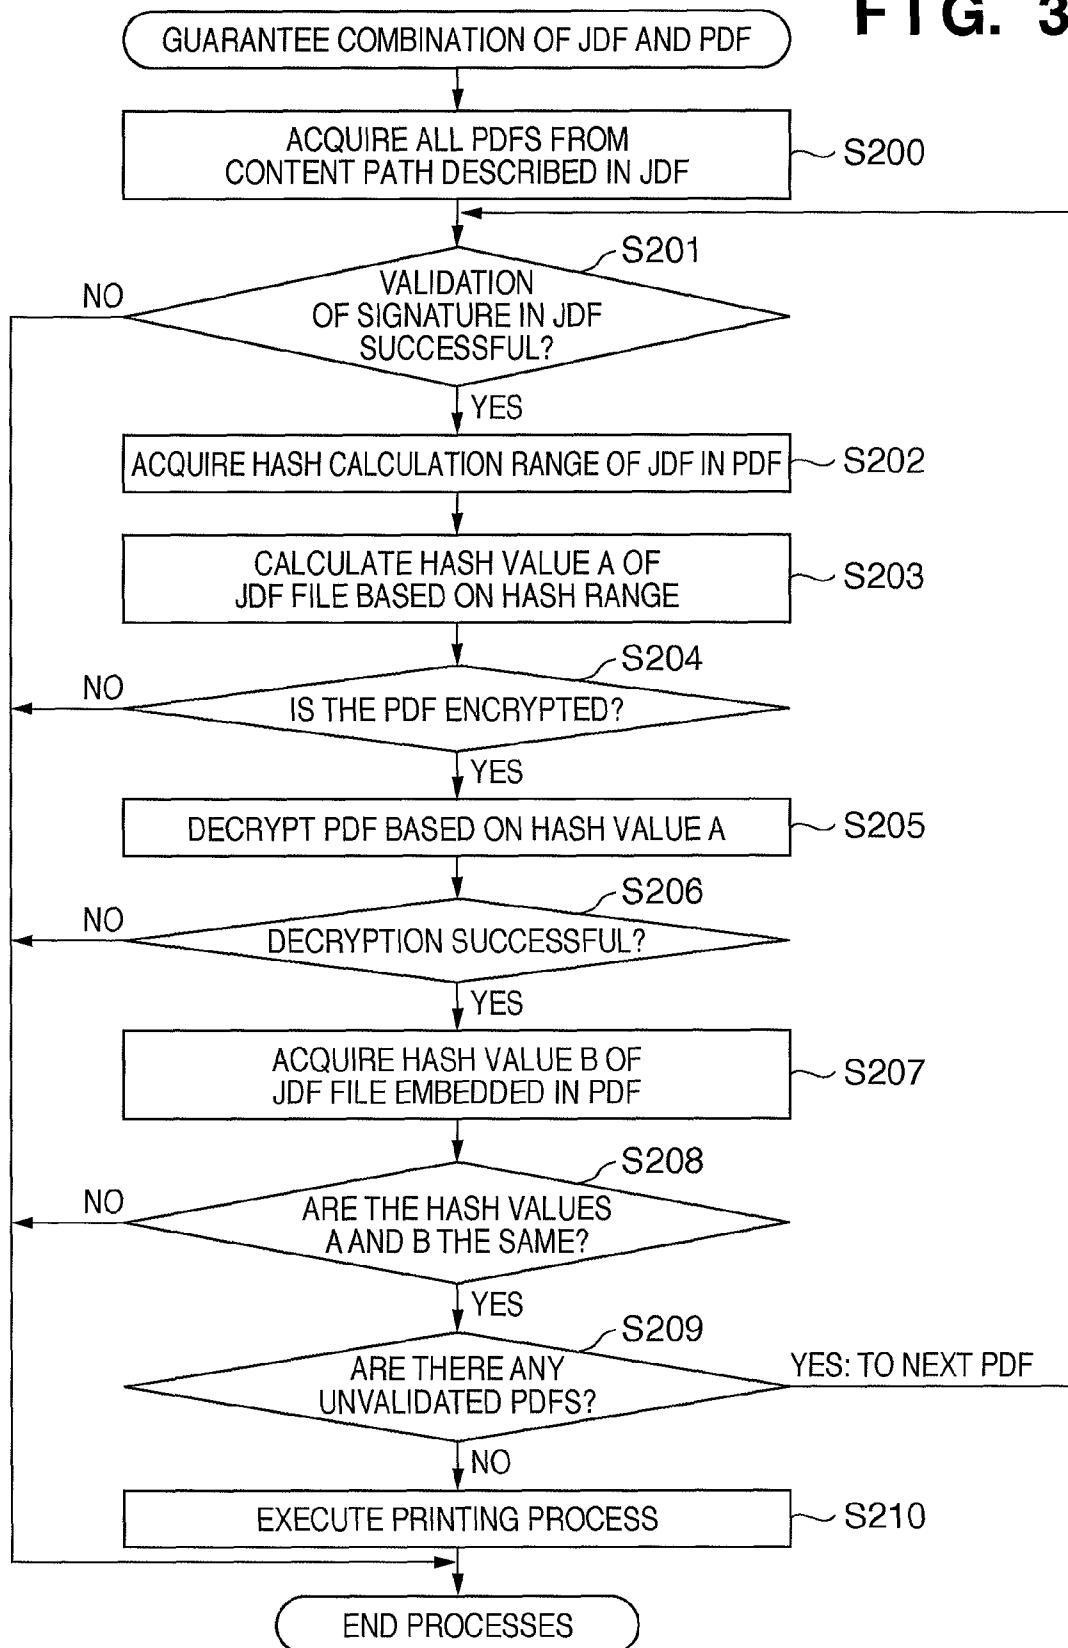 FIG. 3
GUARANTEE COMBINATION OF JDF AND PDF
ACQUIRE ALL PDFS FROM
CONTENT PATH DESCRIBED IN JDF
S200
S201
NO
VALIDATION
OF SIGNATURE IN JDF
SUCCESSFUL?
YES
ACQUIRE HASH CALCULATION RANGE OF JDF IN PDF
S202
CALCULATE HASH VALUE A OF
JDF FILE BASED ON HASH RANGE
S203
S204
NO
IS THE PDF ENCRYPTED?
YES
DECRYPT PDF BASED ON HASH VALUE A
S205
S206
NO
DECRYPTION SUCCESSFUL?
YES
ACQUIRE HASH VALUE B OF
JDF FILE EMBEDDED IN PDF
S207
S208
NO
ARE THE HASH VALUES
A AND B THE SAME?
YES
S209
ARE THERE ANY
UNVALIDATED PDFS?
YES: TO NEXT PDF
NO
EXECUTE PRINTING PROCESS
S210
END PROCESSES